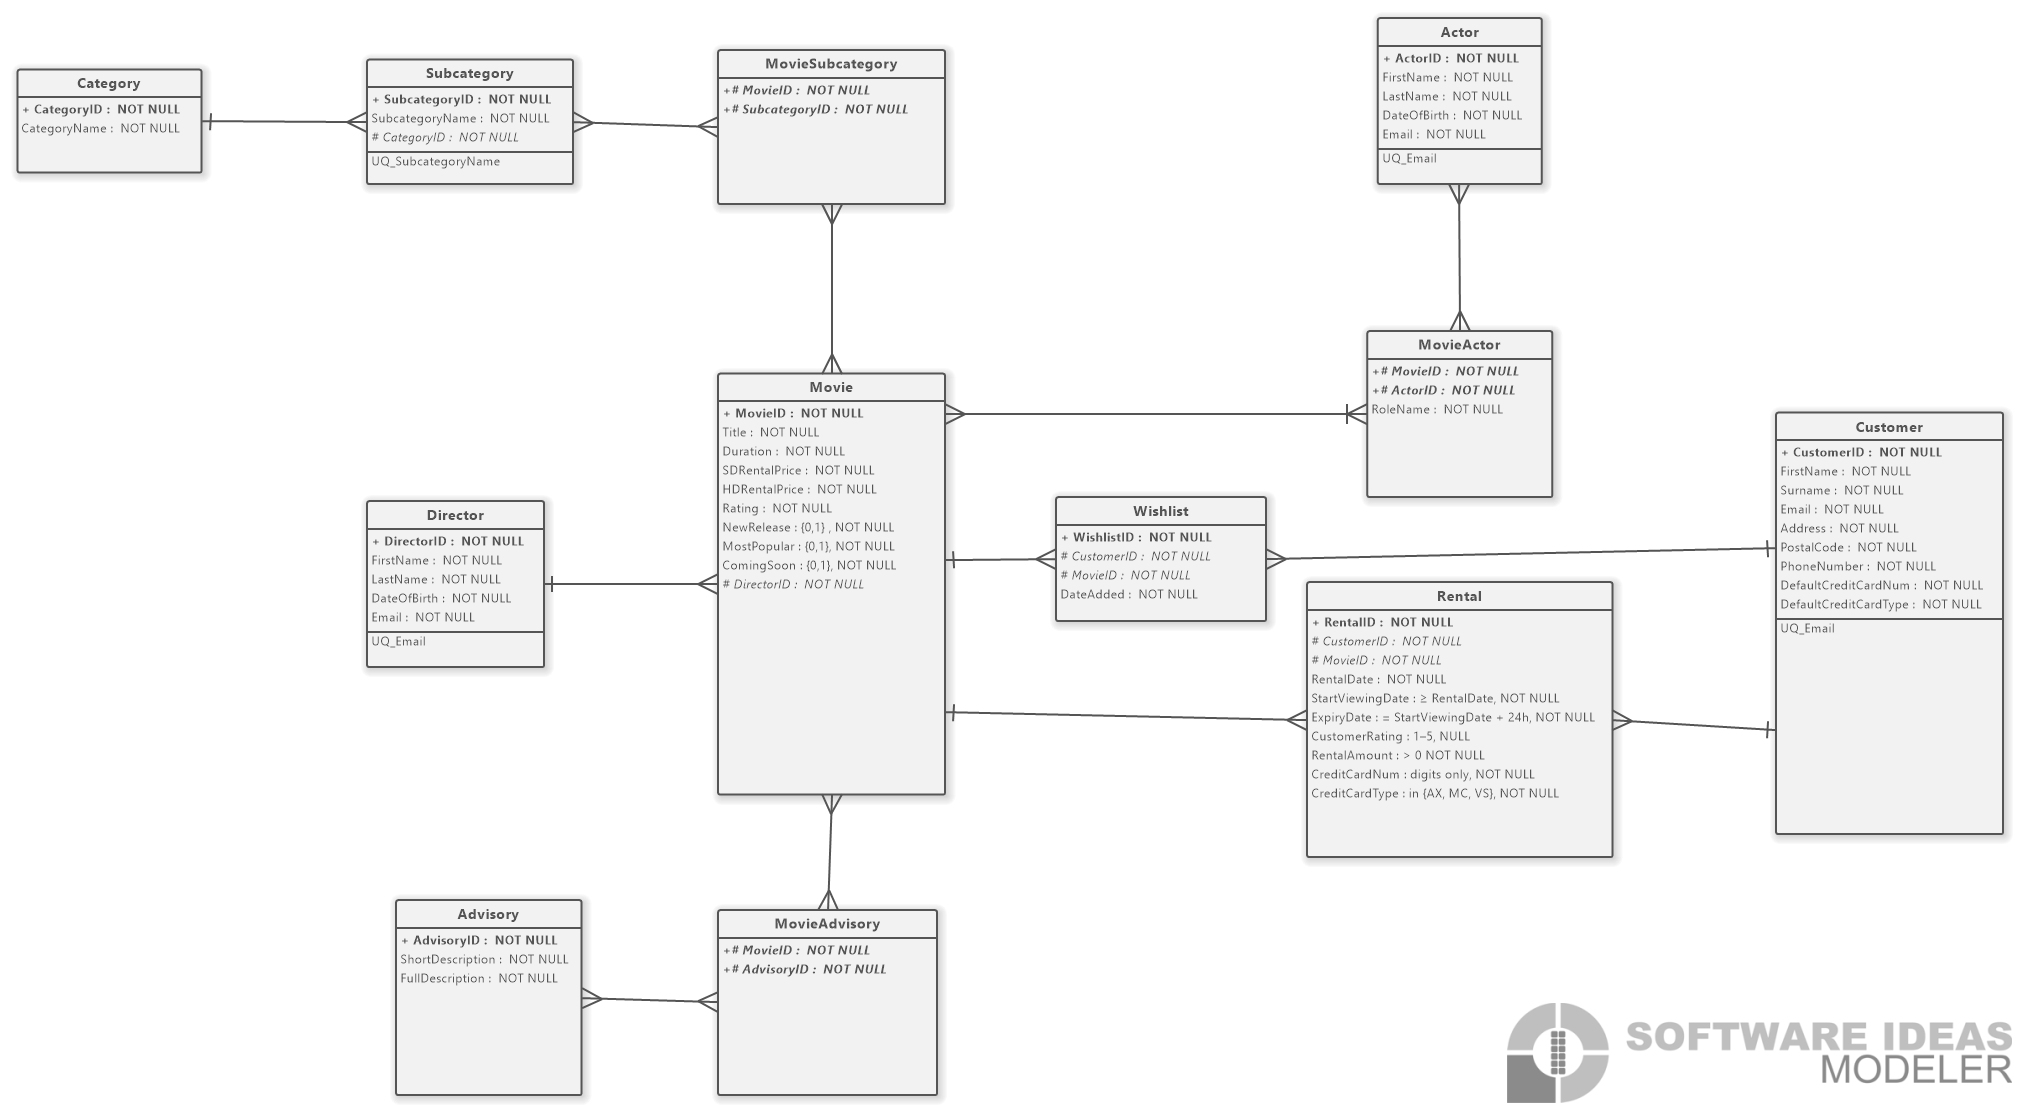 Category
+ CategoryID :  NOT NULL
CategoryName :  NOT NULL
Subcategory
+ SubcategoryID :  NOT NULL
SubcategoryName :  NOT NULL
# CategoryID :  NOT NULL
UQ_SubcategoryName
MovieSubcategory
+# MovieID :  NOT NULL
+# SubcategoryID :  NOT NULL
Actor
+ ActorID :  NOT NULL
FirstName :  NOT NULL
LastName :  NOT NULL
DateOfBirth :  NOT NULL
Email :  NOT NULL
UQ_Email
MovieActor
+# MovieID :  NOT NULL
+# ActorID :  NOT NULL
RoleName :  NOT NULL
Movie
+ MovieID :  NOT NULL
Title :  NOT NULL
Duration :  NOT NULL
SDRentalPrice :  NOT NULL
HDRentalPrice :  NOT NULL
Rating :  NOT NULL
NewRelease : {0,1} , NOT NULL
MostPopular : {0,1}, NOT NULL
ComingSoon : {0,1}, NOT NULL
# DirectorID :  NOT NULL
Director
+ DirectorID :  NOT NULL
FirstName :  NOT NULL
LastName :  NOT NULL
DateOfBirth :  NOT NULL
Email :  NOT NULL
UQ_Email
Wishlist
+ WishlistID :  NOT NULL
# CustomerID :  NOT NULL
# MovieID :  NOT NULL
DateAdded :  NOT NULL
Customer
+ CustomerID :  NOT NULL
FirstName :  NOT NULL
Surname :  NOT NULL
Email :  NOT NULL
Address :  NOT NULL
PostalCode :  NOT NULL
PhoneNumber :  NOT NULL
DefaultCreditCardNum :  NOT NULL
DefaultCreditCardType :  NOT NULL
UQ_Email
Rental
+ RentalID :  NOT NULL
# CustomerID :  NOT NULL
# MovieID :  NOT NULL
RentalDate :  NOT NULL
StartViewingDate : ≥ RentalDate, NOT NULL
ExpiryDate : = StartViewingDate + 24h, NOT NULL
CustomerRating : 1–5, NULL
RentalAmount : > 0 NOT NULL
CreditCardNum : digits only, NOT NULL
CreditCardType : in {AX, MC, VS}, NOT NULL
Advisory
+ AdvisoryID :  NOT NULL
ShortDescription :  NOT NULL
FullDescription :  NOT NULL
MovieAdvisory
+# MovieID :  NOT NULL
+# AdvisoryID :  NOT NULL
SOFTWARE IDEAS
MODELER